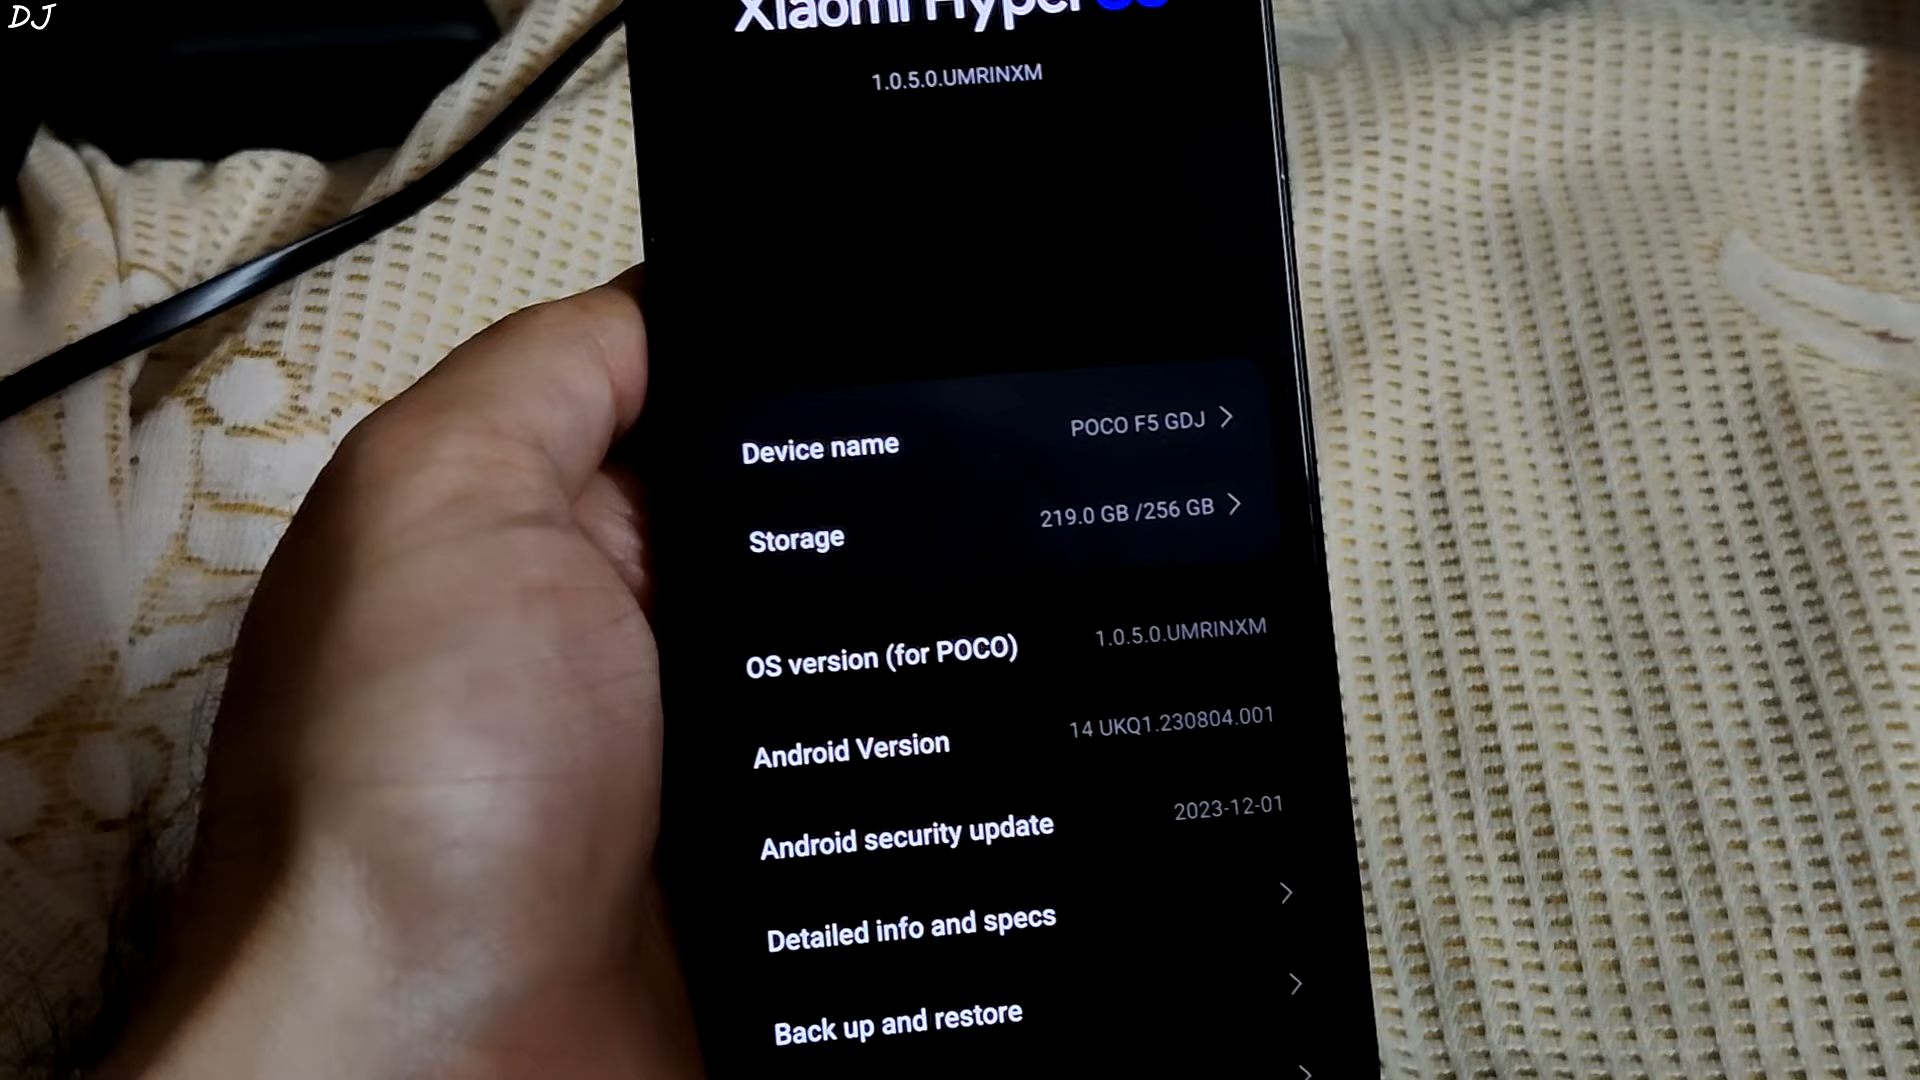 DJ
Xiaomi HyperOS
1.0.5.0.UMRINXM
Device name
POCO F5 GDJ
Storage
219.0 GB /256 GB
OS version (for POCO)
1.0.5.0.UMRINXM
Android Version
14 UKQ1.230804.001
Android security update
2023-12-01
Detailed info and specs
Back up and restore